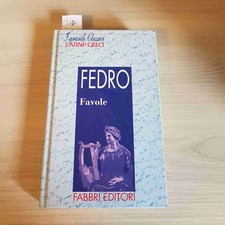 I grandi Classici
LATINI e GRECI
FEDRO
Favole
FABBRI EDITORI